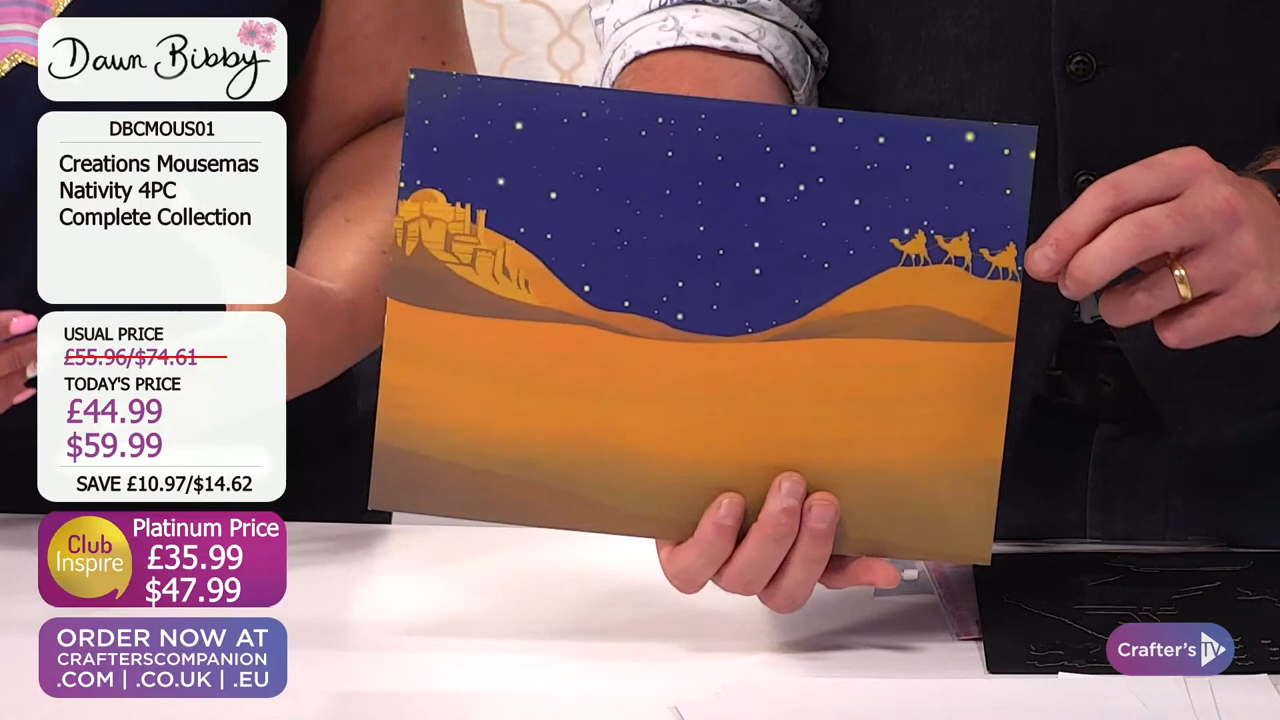 Dawn Bibby
DBCMOUS01
Creations Mousemas
Nativity 4PC
Complete Collection
USUAL PRICE
£55.96/$74.61
TODAY'S PRICE
£44.99
$59.99
SAVE £10.97/$14.62
Club
Inspire
Platinum Price
£35.99
$47.99
ORDER NOW AT
CRAFTERSCOMPANION
.COM | .CO.UK | .EU
Crafter's TV